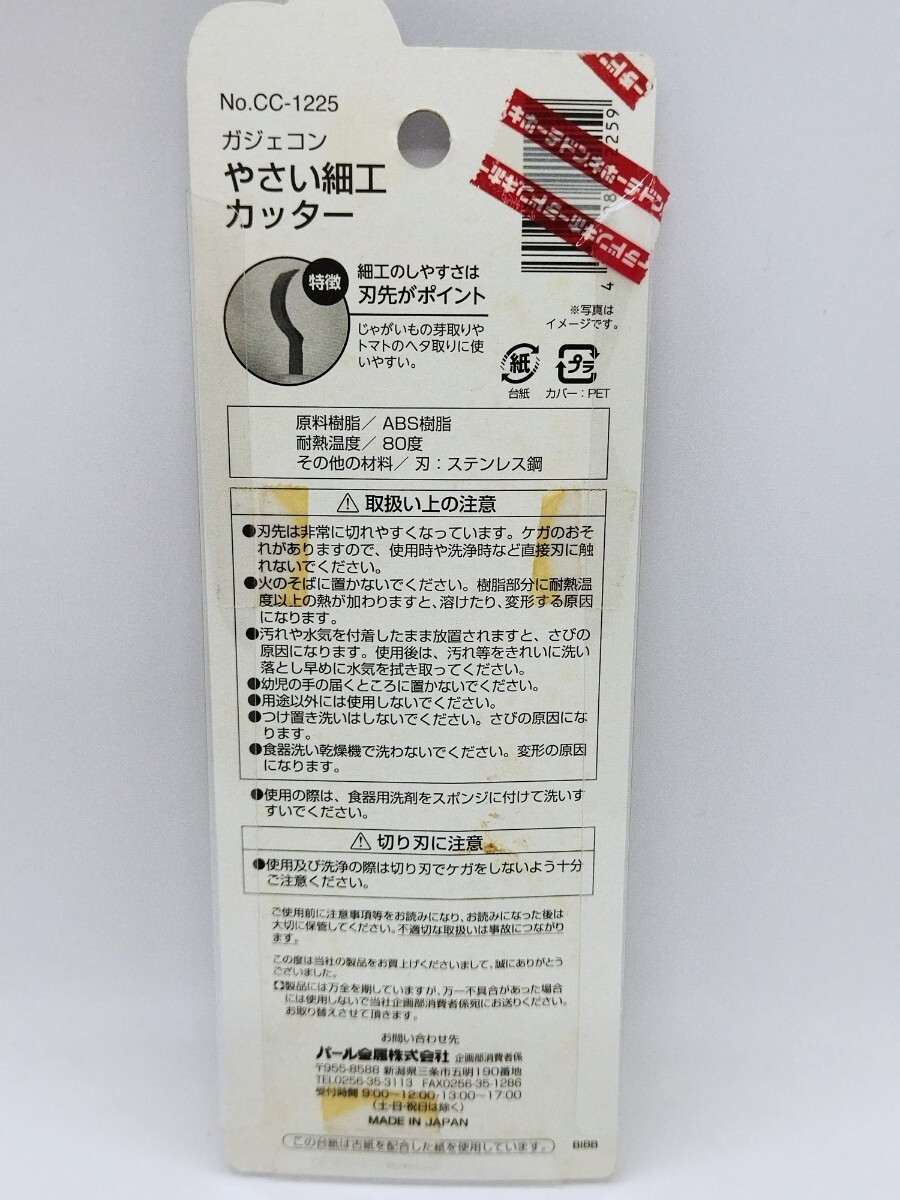 No.CC-1225
ガジェコン
やさい細工
カッター
特徴
細工のしやすさは
刃先がポイント
じゃがいもの芽取りや
トマトのヘタ取りに使
いやすい。
※写真は
イメージです。
紙
プラ
台紙 カバー：PET
原料樹脂／ABS樹脂
耐熱温度／80度
その他の材料／刃：ステンレス鋼
⚠取扱い上の注意
●刃先は非常に切れやすくなっています。ケガのおそ
れがありますので、使用時や洗浄時など直接刃に触
れないでください。
●火のそばに置かないでください。樹脂部分に耐熱温
度以上の熱が加わりますと、溶けたり、変形する原因
になります。
●汚れや水気を付着したまま放置されますと、さびの
原因になります。使用後は、汚れ等をきれいに洗い
落とし早めに水気を拭き取ってください。
●幼児の手の届くところに置かないでください。
●用途以外には使用しないでください。
●つけ置き洗いはしないでください。さびの原因にな
ります。
●食器洗い乾燥機で洗わないでください。変形の原因
になります。
●使用の際は、食器用洗剤をスポンジに付けて洗いす
すいでください。
⚠切り刃に注意
●使用及び洗浄の際は切り刃でケガをしないよう十分
ご注意ください。
ご使用前に注意事項等をお読みになり、お読みになった後は
大切に保管してください。不適切な取扱いは事故につながり
ます。
この度は当社の製品をお買上げくださいまして、誠にありがとう
ございました。
製品には万全を期していますが、万一不具合があった場合
には使用しないで当社企画部消費者係宛にお送りください。
お取り替えさせて頂きます。
お問い合わせ先
パール金属株式会社 企画部消費者係
〒955-8588 新潟県三条市五明190番地
TEL0256-35-3113 FAX0256-35-1286
受付時間 9:00〜12:00・13:00〜17:00
（土・日・祝日は除く）
MADE IN JAPAN
この台紙は古紙を配合した紙を使用しています。
BIBB